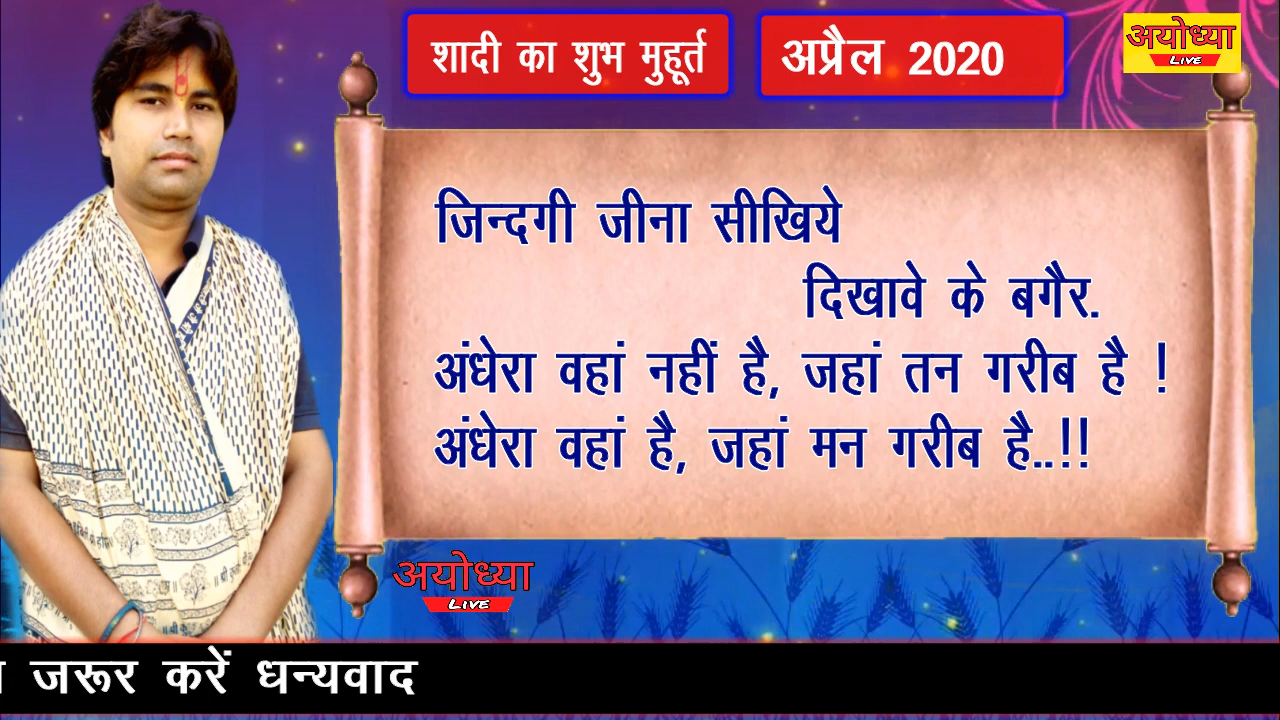 शादी का शुभ मुहूर्त
अप्रैल 2020
अयोध्या
LIVE
जिन्दगी जीना सीखिये
दिखावे के बगैर.
अंधेरा वहां नहीं है, जहां तन गरीब है !
अंधेरा वहां है, जहां मन गरीब है..!!
अयोध्या
LIVE
जरूर करें धन्यवाद